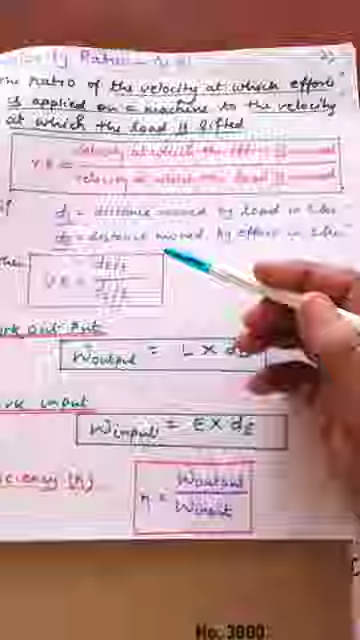 Velocity Ratio
The ratio of the velocity at which effort
is applied on a machine to the velocity
at which the load is lifted
V.R = velocity at which the effort is moved
velocity at which the load is moved
If
dL = distance moved by load in t sec
dE = distance moved by effort in t sec
Then
V.R = dE/t
dL/t
Work Out Put
Woutput = L X dL
Work input
Winput = E X dE
Efficiency (η)
η = Woutput
Winput
No: 3000